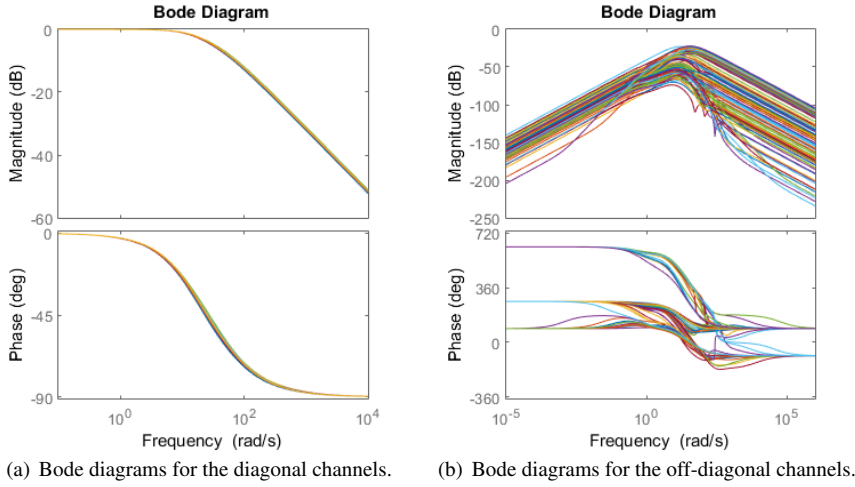 Bode Diagram
0
-20
-40
-60
Magnitude (dB)
0
-45
-90
Phase (deg)
10^0
10^2
10^4
Frequency (rad/s)
(a) Bode diagrams for the diagonal channels.
Bode Diagram
0
-50
-100
-150
-200
-250
Magnitude (dB)
720
360
0
-360
Phase (deg)
10^-5
10^0
10^5
Frequency (rad/s)
(b) Bode diagrams for the off-diagonal channels.